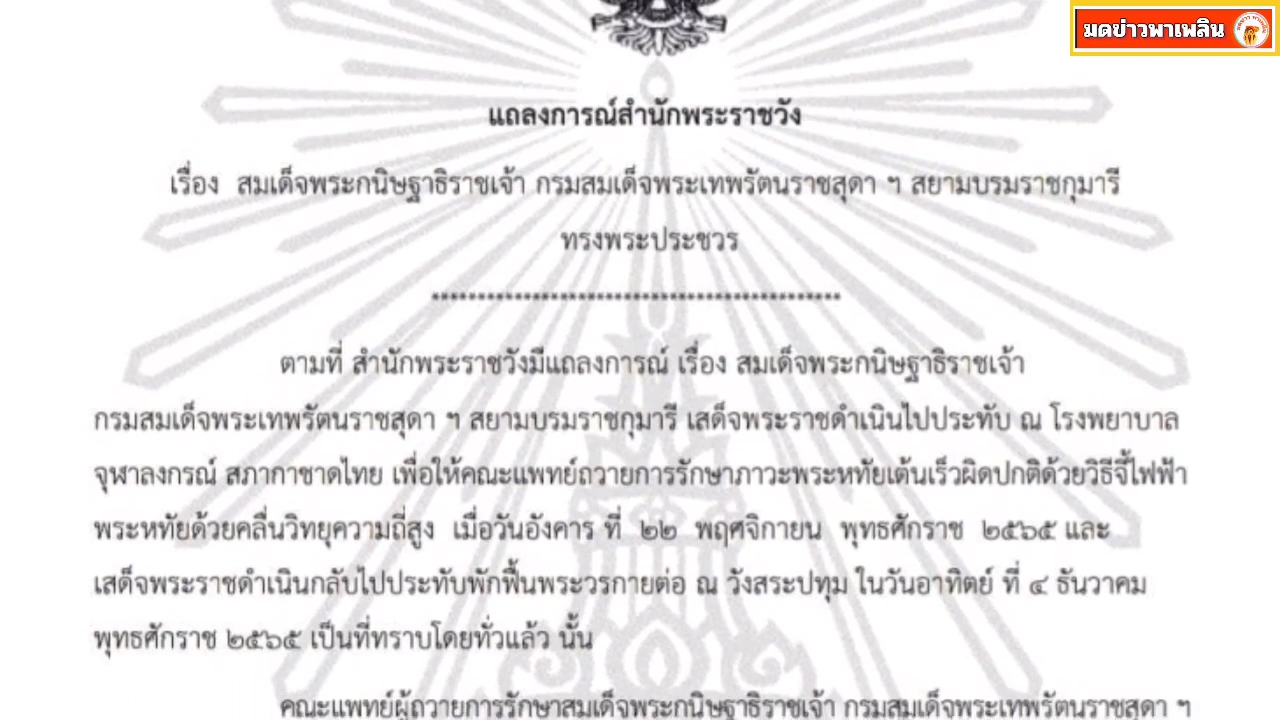 มดข่าวพาเพลิน
แถลงการณ์สำนักพระราชวัง
เรื่อง สมเด็จพระกนิษฐาธิราชเจ้า กรมสมเด็จพระเทพรัตนราชสุดา ฯ สยามบรมราชกุมารี
ทรงพระประชวร
ตามที่ สำนักพระราชวังมีแถลงการณ์ เรื่อง สมเด็จพระกนิษฐาธิราชเจ้า
กรมสมเด็จพระเทพรัตนราชสุดา ฯ สยามบรมราชกุมารี เสด็จพระราชดำเนินไปประทับ ณ โรงพยาบาล
จุฬาลงกรณ์ สภากาชาดไทย เพื่อให้คณะแพทย์ถวายการรักษาภาวะพระหทัยเต้นเร็วผิดปกติด้วยวิธีจี้ไฟฟ้า
พระหทัยด้วยคลื่นวิทยุความถี่สูง เมื่อวันอังคาร ที่ ๒๒ พฤศจิกายน พุทธศักราช ๒๕๖๕ และ
เสด็จพระราชดำเนินกลับไปประทับพักฟื้นพระวรกายต่อ ณ วังสระปทุม ในวันอาทิตย์ ที่ ๔ ธันวาคม
พุทธศักราช ๒๕๖๕ เป็นที่ทราบโดยทั่วแล้ว นั้น
คณะแพทย์ผู้ถวายการรักษาสมเด็จพระกนิษฐาธิราชเจ้า กรมสมเด็จพระเทพรัตนราชสุดา ฯ